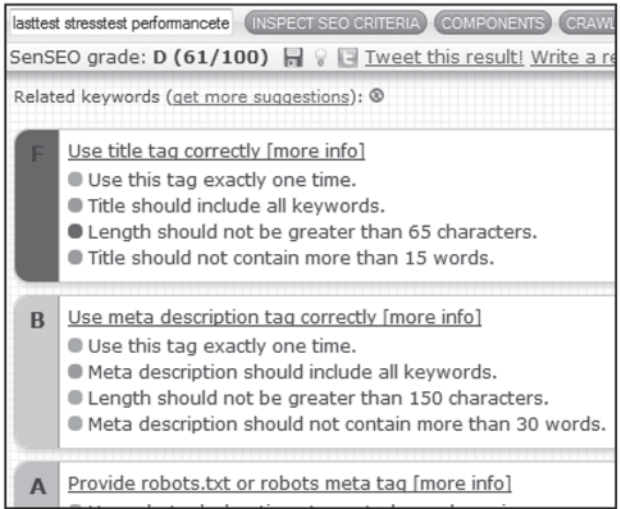 lasttest stresstest performancete INSPECT SEO CRITERIA COMPONENTS CRAWL
SenSEO grade: D (61/100) Tweet this result! Write a re
Related keywords (get more suggestions):
F Use title tag correctly [more info]
Use this tag exactly one time.
Title should include all keywords.
Length should not be greater than 65 characters.
Title should not contain more than 15 words.
B Use meta description tag correctly [more info]
Use this tag exactly one time.
Meta description should include all keywords.
Length should not be greater than 150 characters.
Meta description should not contain more than 30 words.
A Provide robots.txt or robots meta tag [more info]